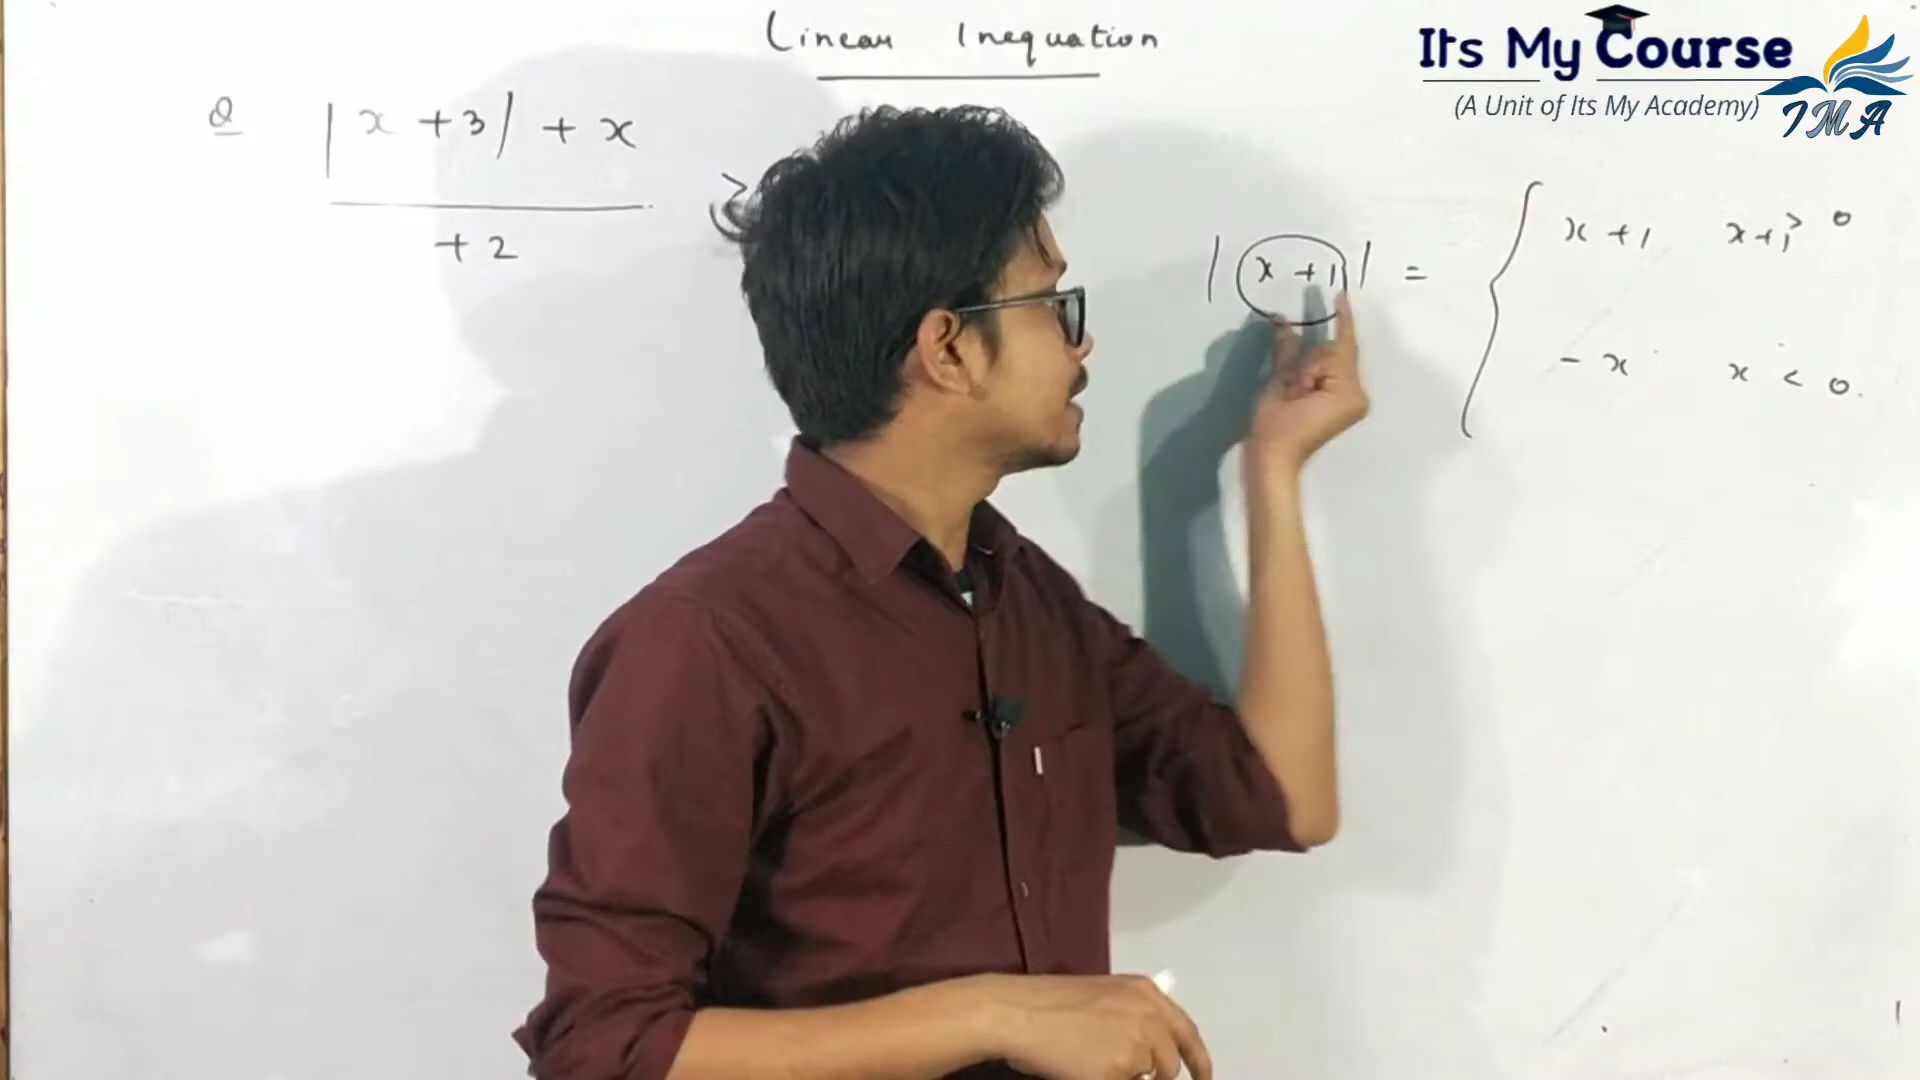 Linear Inequation
Its My Course
(A Unit of Its My Academy)
IMA
Q |x +3| + x
+2
≥
|x +1| =
x +1 x+1> 0
- x x < 0.